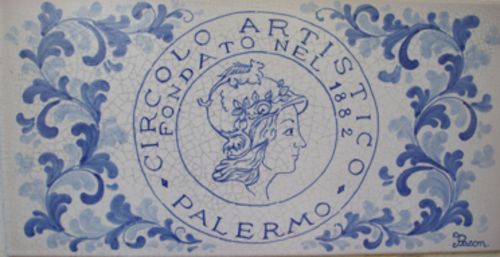 CIRCOLO ARTISTICO
FONDATO NEL 1882
PALERMO